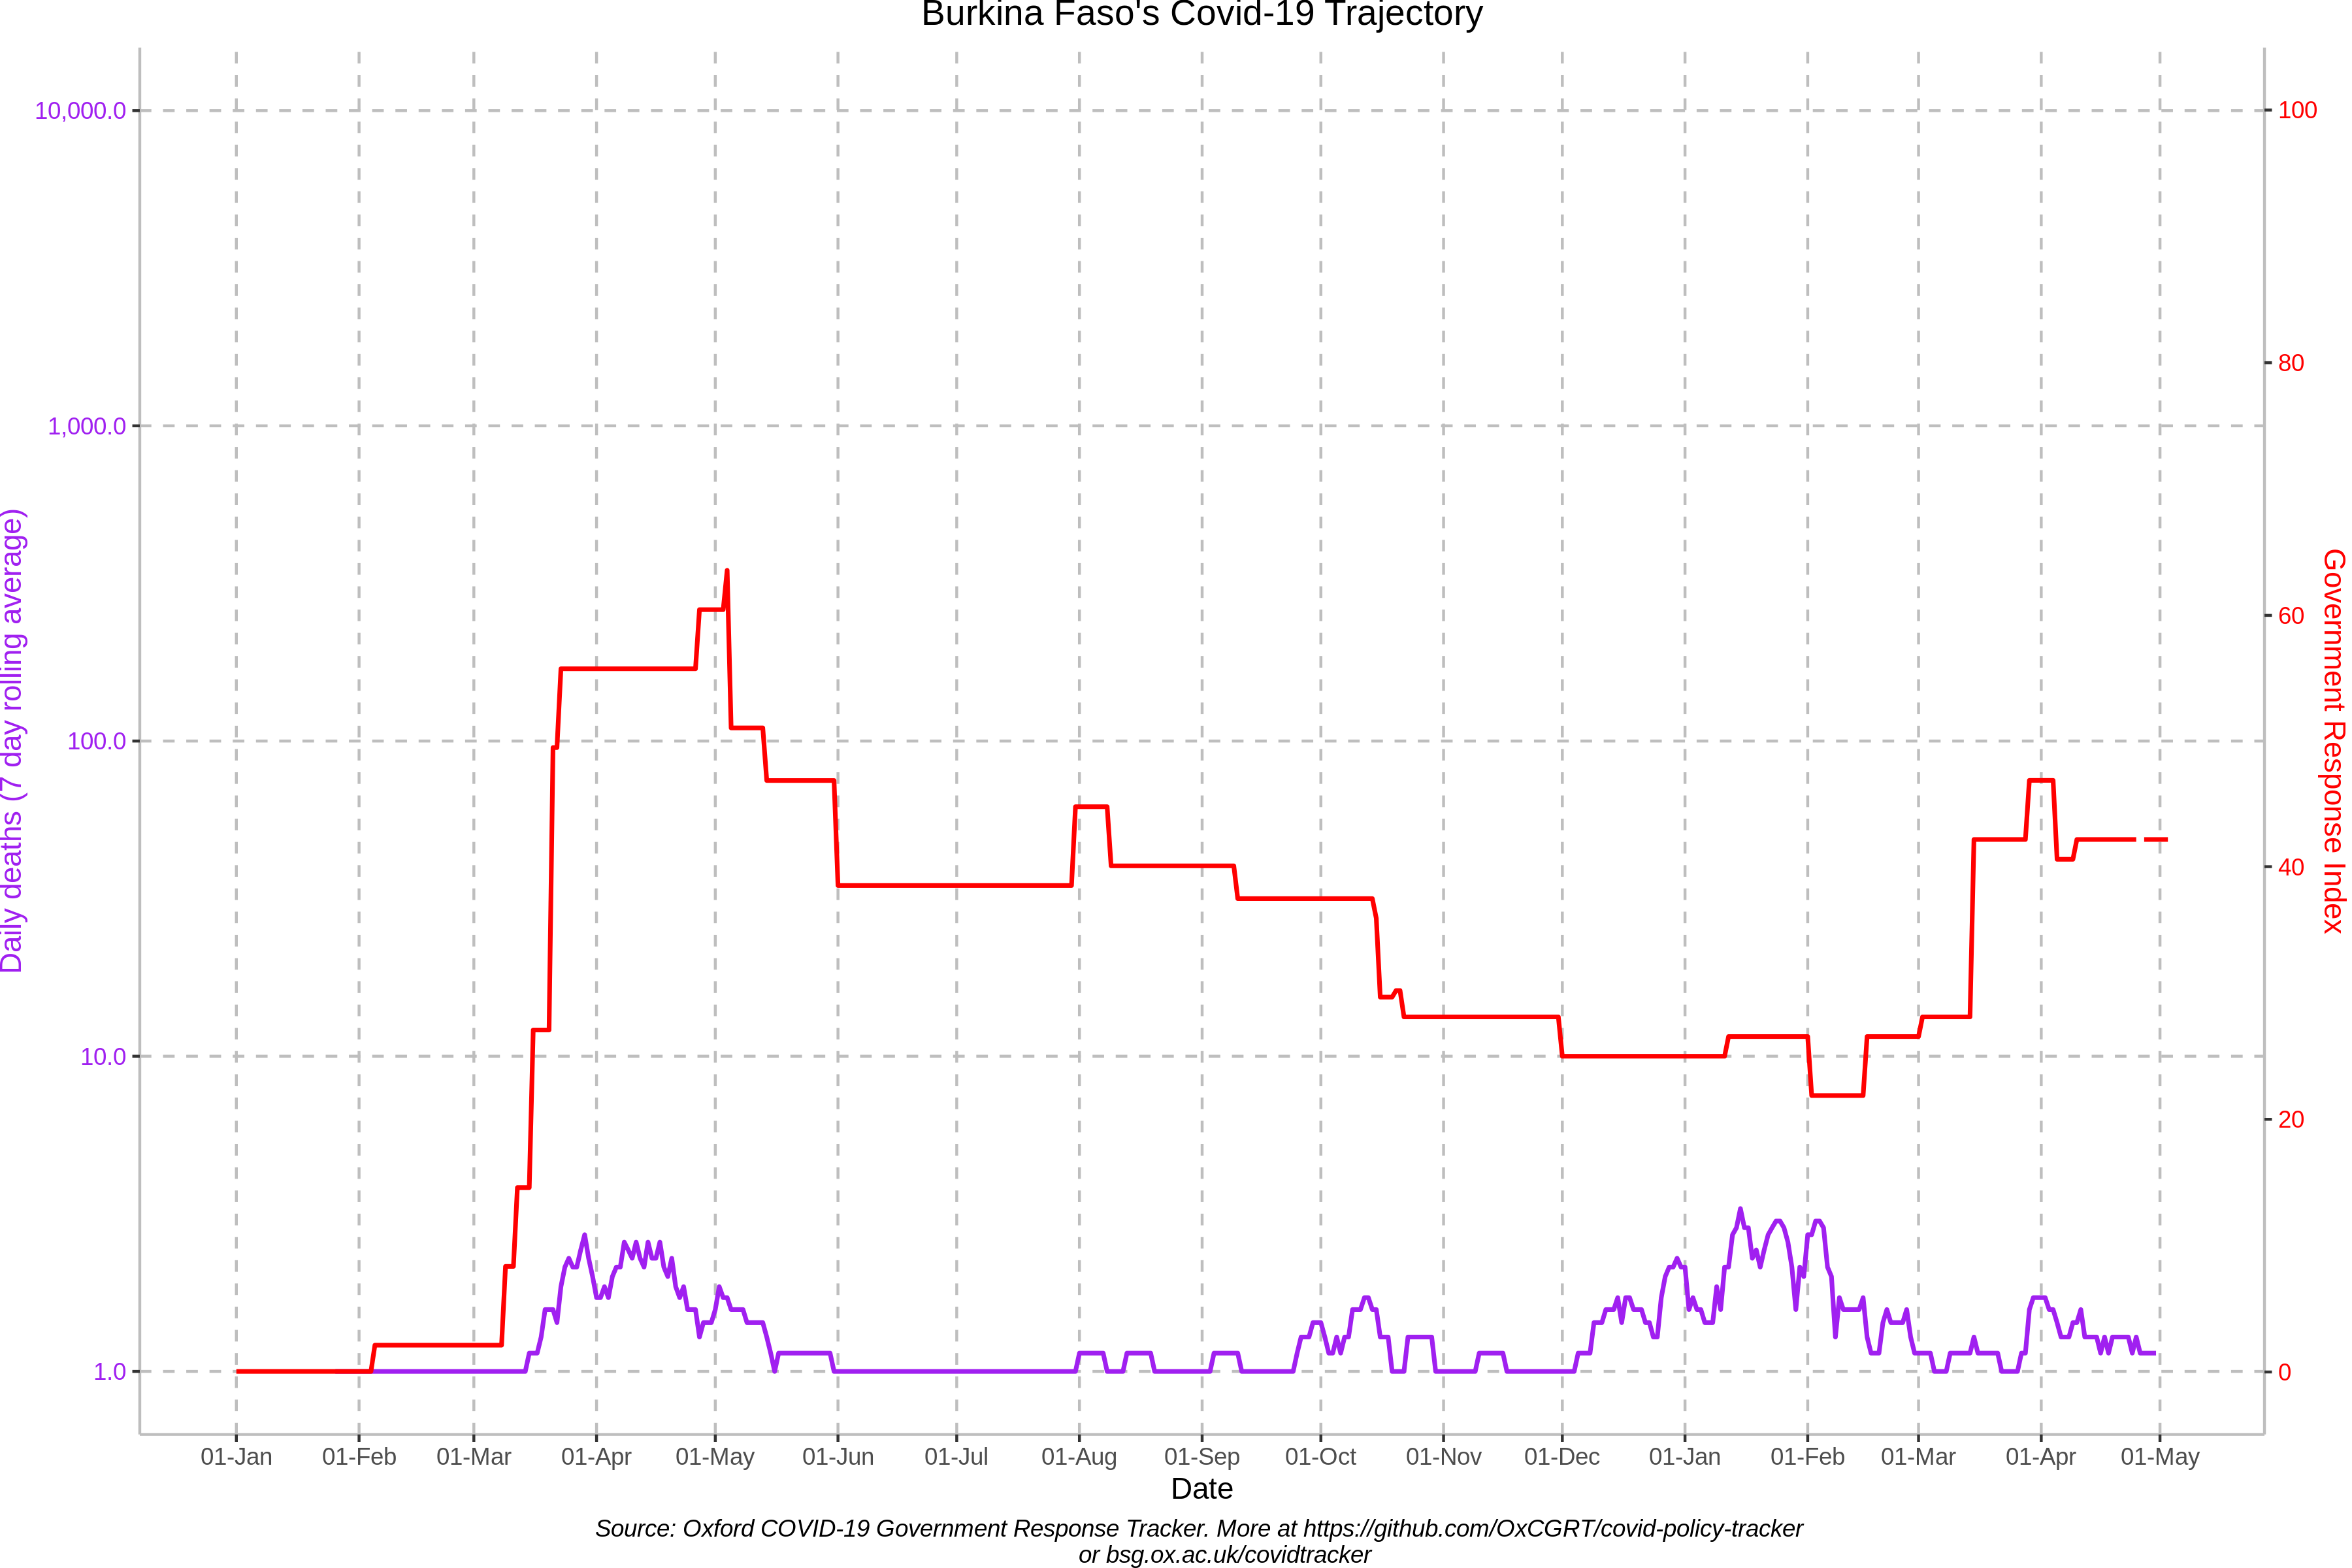 Burkina Faso's Covid-19 Trajectory
Daily deaths (7 day rolling average)
10,000.0
1,000.0
100.0
10.0
1.0
100
80
60
40
20
0
Government Response Index
01-Jan 01-Feb 01-Mar 01-Apr 01-May 01-Jun 01-Jul 01-Aug 01-Sep 01-Oct 01-Nov 01-Dec 01-Jan 01-Feb 01-Mar 01-Apr 01-May
Date
Source: Oxford COVID-19 Government Response Tracker. More at https://github.com/OxCGRT/covid-policy-tracker
or bsg.ox.ac.uk/covidtracker